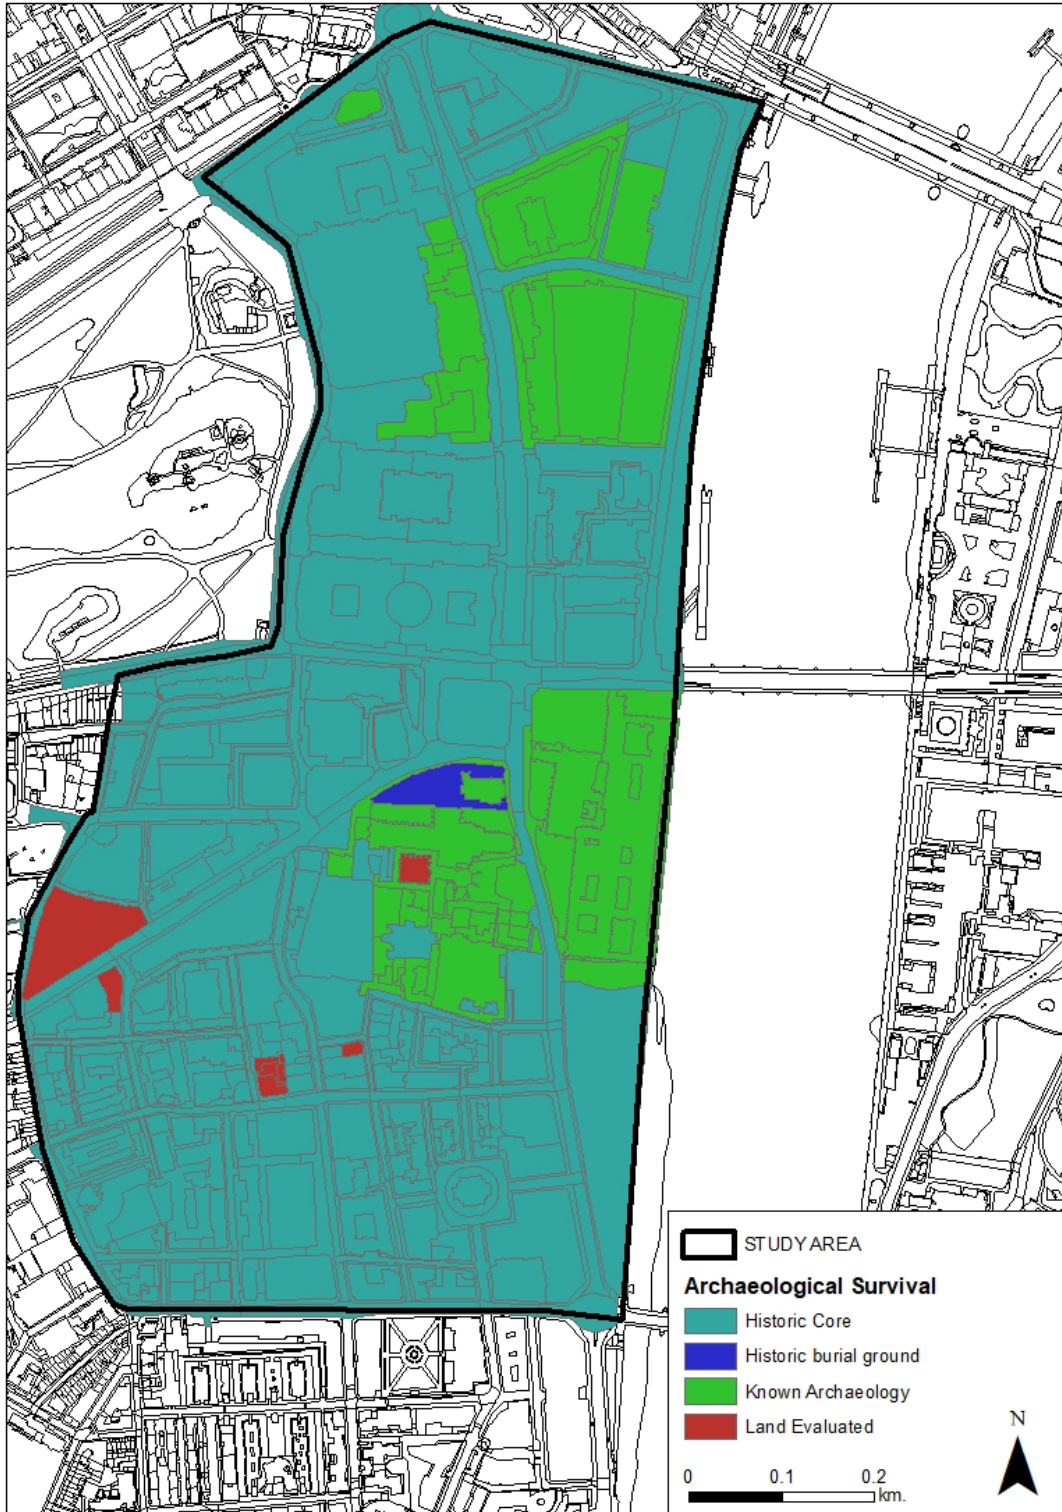 STUDY AREA
Archaeological Survival
Historic Core
Historic burial ground
Known Archaeology
Land Evaluated
N
0 0.1 0.2
km.